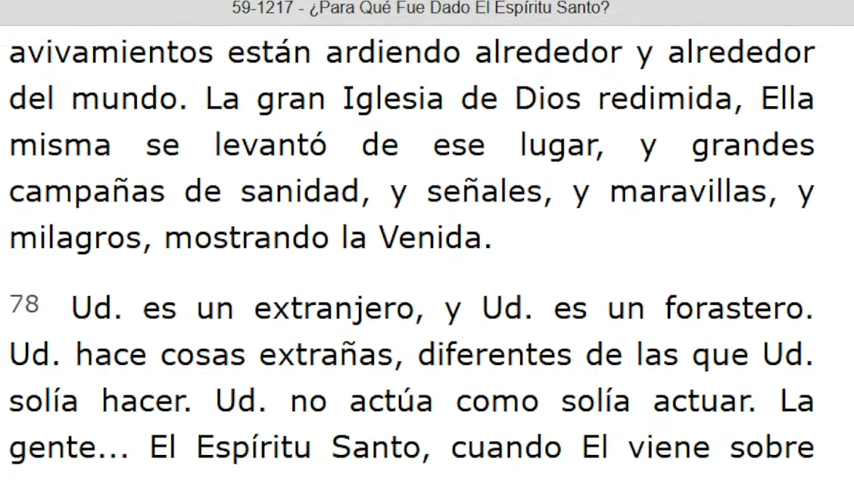 59-1217 - ¿Para Qué Fue Dado El Espíritu Santo?
avivamientos están ardiendo alrededor y alrededor
del mundo. La gran Iglesia de Dios redimida, Ella
misma se levantó de ese lugar, y grandes
campañas de sanidad, y señales, y maravillas, y
milagros, mostrando la Venida.
78 Ud. es un extranjero, y Ud. es un forastero.
Ud. hace cosas extrañas, diferentes de las que Ud.
solía hacer. Ud. no actúa como solía actuar. La
gente... El Espíritu Santo, cuando El viene sobre